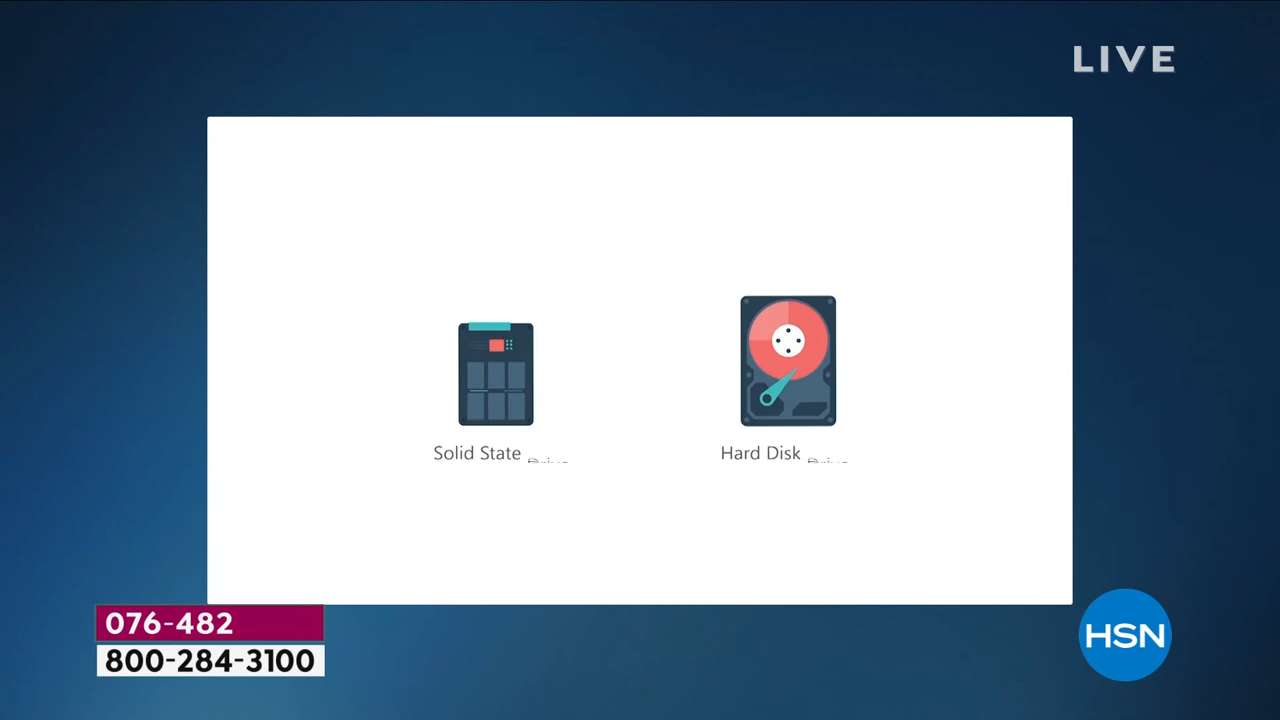 LIVE
Solid State
Hard Disk
076-482
800-284-3100
HSN